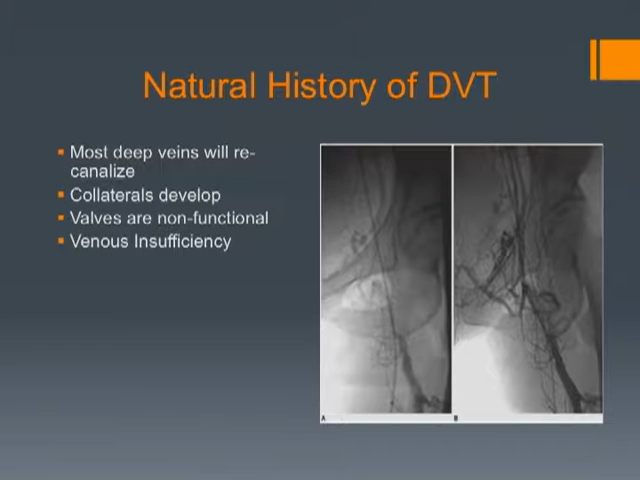 Natural History of DVT
Most deep veins will re-
canalize
Collaterals develop
Valves are non-functional
Venous Insufficiency
A
B